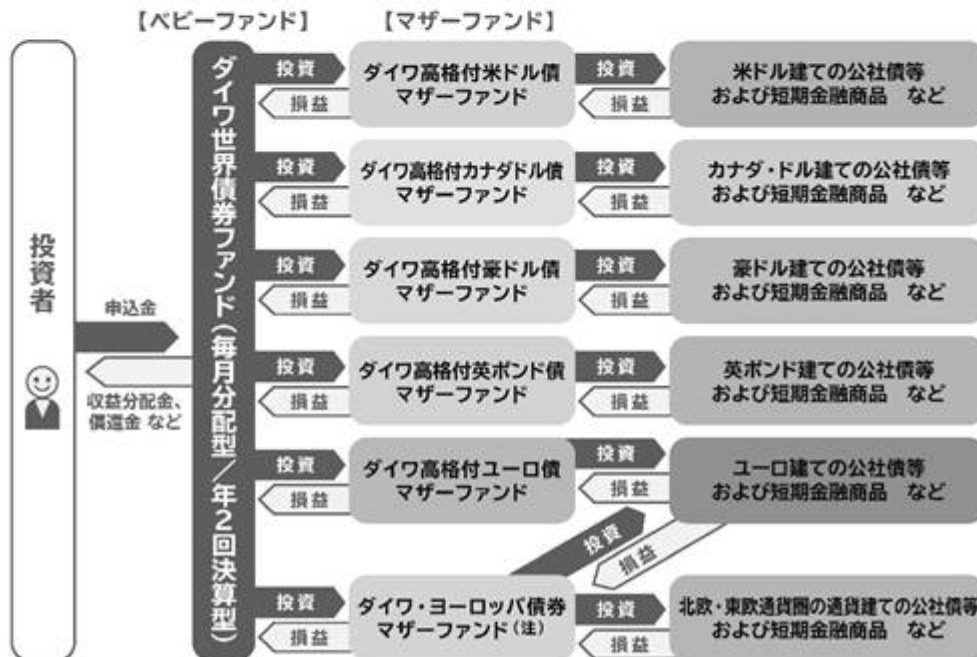 【ベビーファンド】
【マザーファンド】
投資者
申込金
収益分配金、
償還金 など
ダイワ世界債券ファンド（毎月分配型／年2回決算型）
投資
損益
ダイワ高格付米ドル債
マザーファンド
投資
損益
米ドル建ての公社債等
および短期金融商品 など
投資
損益
ダイワ高格付カナダドル債
マザーファンド
投資
損益
カナダ・ドル建ての公社債等
および短期金融商品 など
投資
損益
ダイワ高格付豪ドル債
マザーファンド
投資
損益
豪ドル建ての公社債等
および短期金融商品 など
投資
損益
ダイワ高格付英ポンド債
マザーファンド
投資
損益
英ポンド建ての公社債等
および短期金融商品 など
投資
損益
ダイワ高格付ユーロ債
マザーファンド
投資
損益
ユーロ建ての公社債等
および短期金融商品 など
投資
損益
投資
損益
ダイワ・ヨーロッパ債券
マザーファンド（注）
投資
損益
北欧・東欧通貨圏の通貨建ての公社債等
および短期金融商品 など